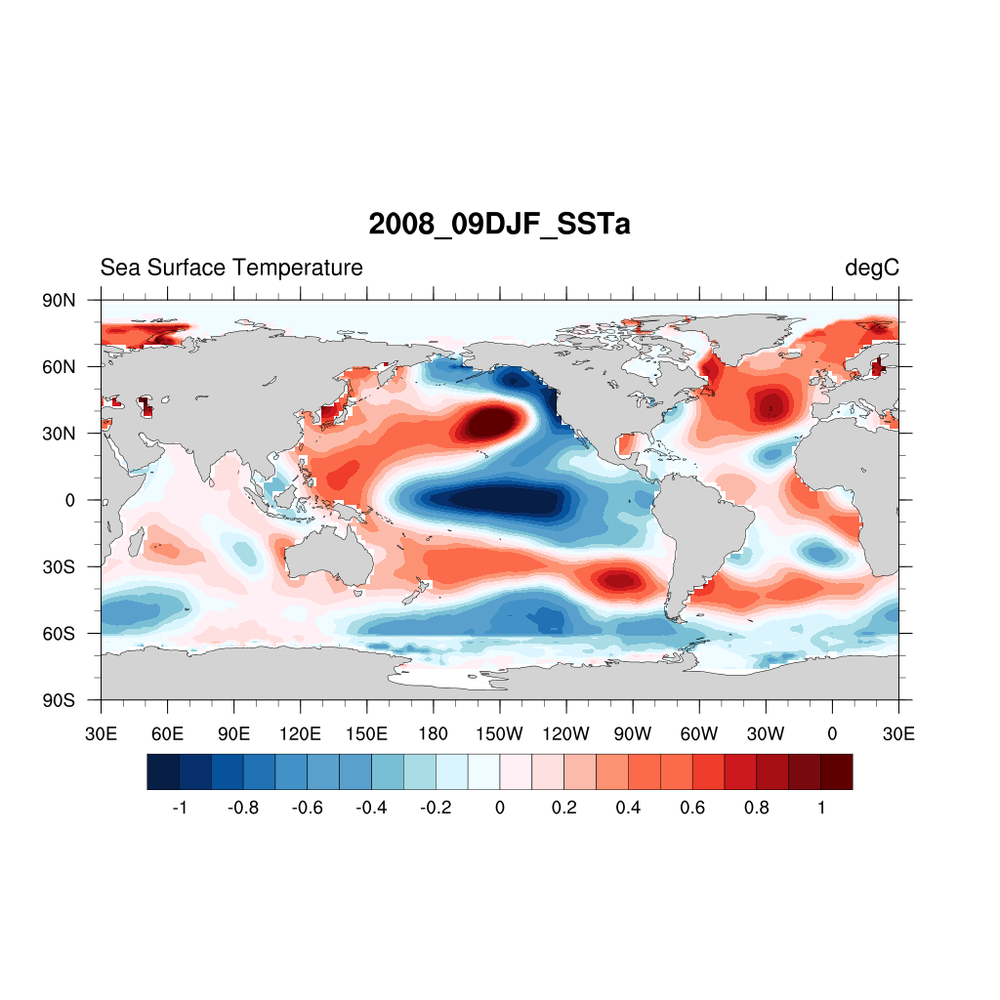 2008_09DJF_SSTa
Sea Surface Temperature degC
90N
60N
30N
0
30S
60S
90S
30E 60E 90E 120E 150E 180 150W 120W 90W 60W 30W 0 30E
-1 -0.8 -0.6 -0.4 -0.2 0 0.2 0.4 0.6 0.8 1